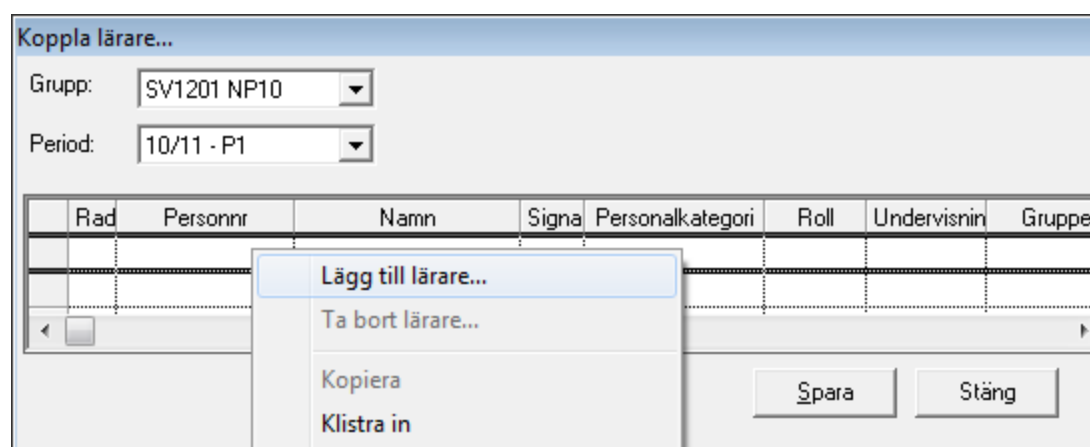 Koppla lärare...
Grupp: SV1201 NP10
Period: 10/11 - P1
Rad Personnr Namn Signa Personalkategori Roll Undervisnin Gruppe
Lägg till lärare...
Ta bort lärare...
Kopiera
Klistra in
Spara Stäng